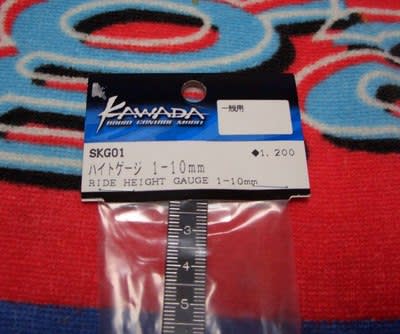 KAWADA
RADIO CONTROL MODEL
一般用
SKG01
◆1,200
ハイトゲージ 1-10mm
RIDE HEIGHT GAUGE 1-10mm
3
4
5